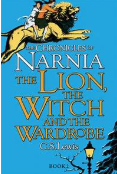 THE CHRONICLES OF
NARNIA
THE LION,
THE WITCH
AND THE
WARDROBE
C.S. Lewis
BOOK 2